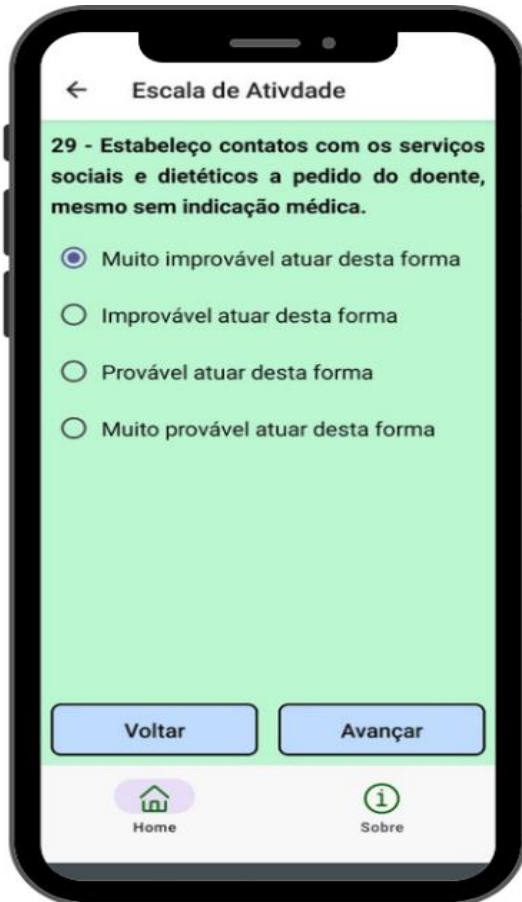 Escala de Ativdade
29 - Estabeleço contatos com os serviços
sociais e dietéticos a pedido do doente,
mesmo sem indicação médica.
Muito improvável atuar desta forma
Improvável atuar desta forma
Provável atuar desta forma
Muito provável atuar desta forma
Voltar
Avançar
Home
Sobre